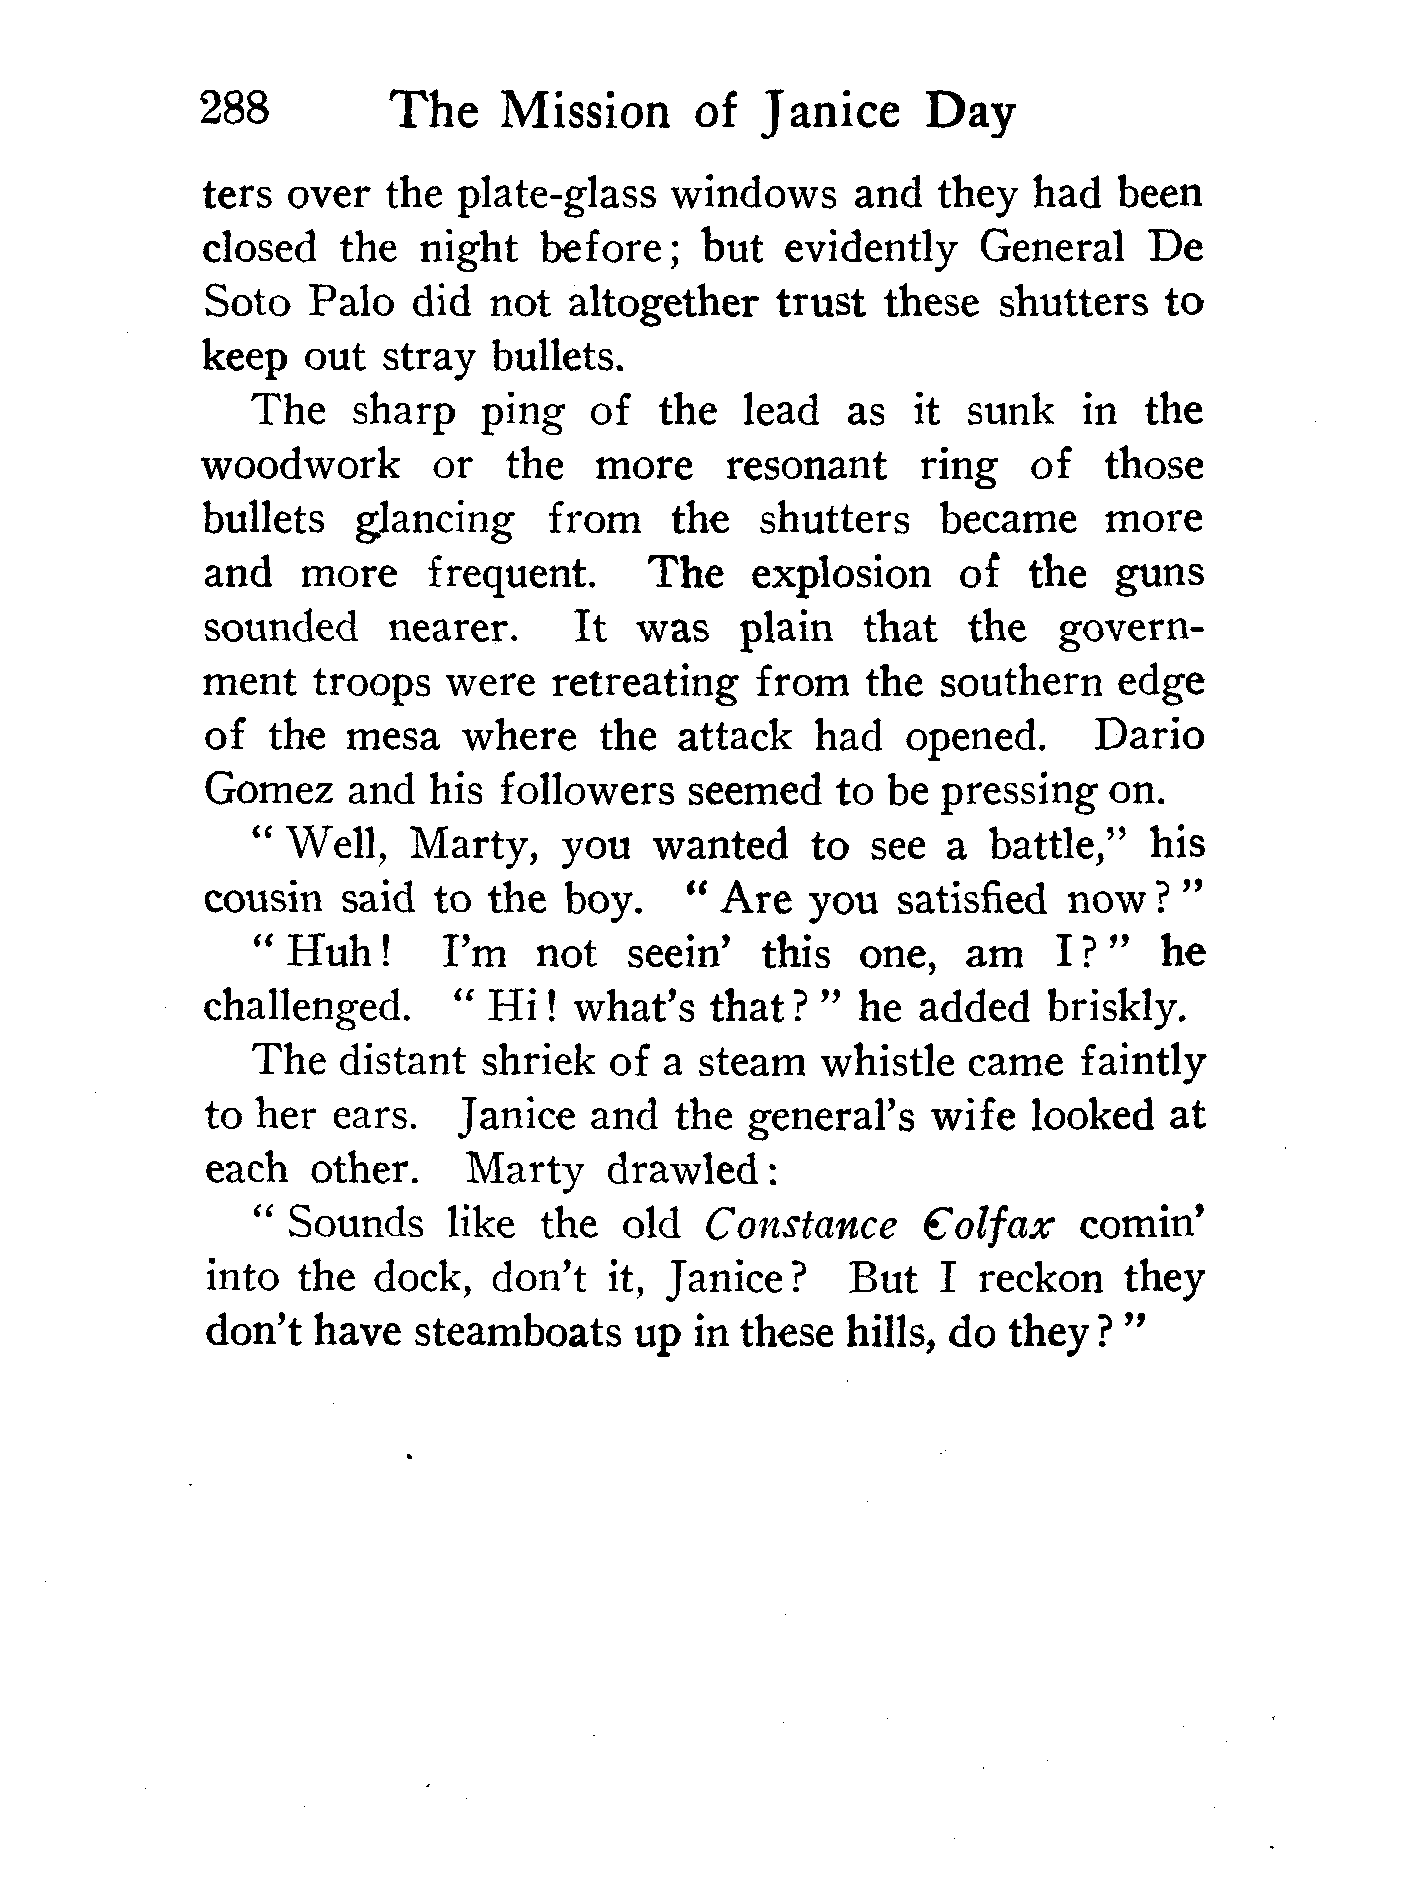 288 The Mission of Janice Day
ters over the plate-glass windows and they had been
closed the night before; but evidently General De
Soto Palo did not altogether trust these shutters to
keep out stray bullets.
The sharp ping of the lead as it sunk in the
woodwork or the more resonant ring of those
bullets glancing from the shutters became more
and more frequent. The explosion of the guns
sounded nearer. It was plain that the govern-
ment troops were retreating from the southern edge
of the mesa where the attack had opened. Dario
Gomez and his followers seemed to be pressing on.
“ Well, Marty, you wanted to see a battle,” his
cousin said to the boy. “ Are you satisfied now? ”
“ Huh! I’m not seein’ this one, am I? ” he
challenged. “ Hi! what’s that? ” he added briskly.
The distant shriek of a steam whistle came faintly
to her ears. Janice and the general’s wife looked at
each other. Marty drawled:
“ Sounds like the old Constance Colfax comin’
into the dock, don’t it, Janice? But I reckon they
don’t have steamboats up in these hills, do they? ”